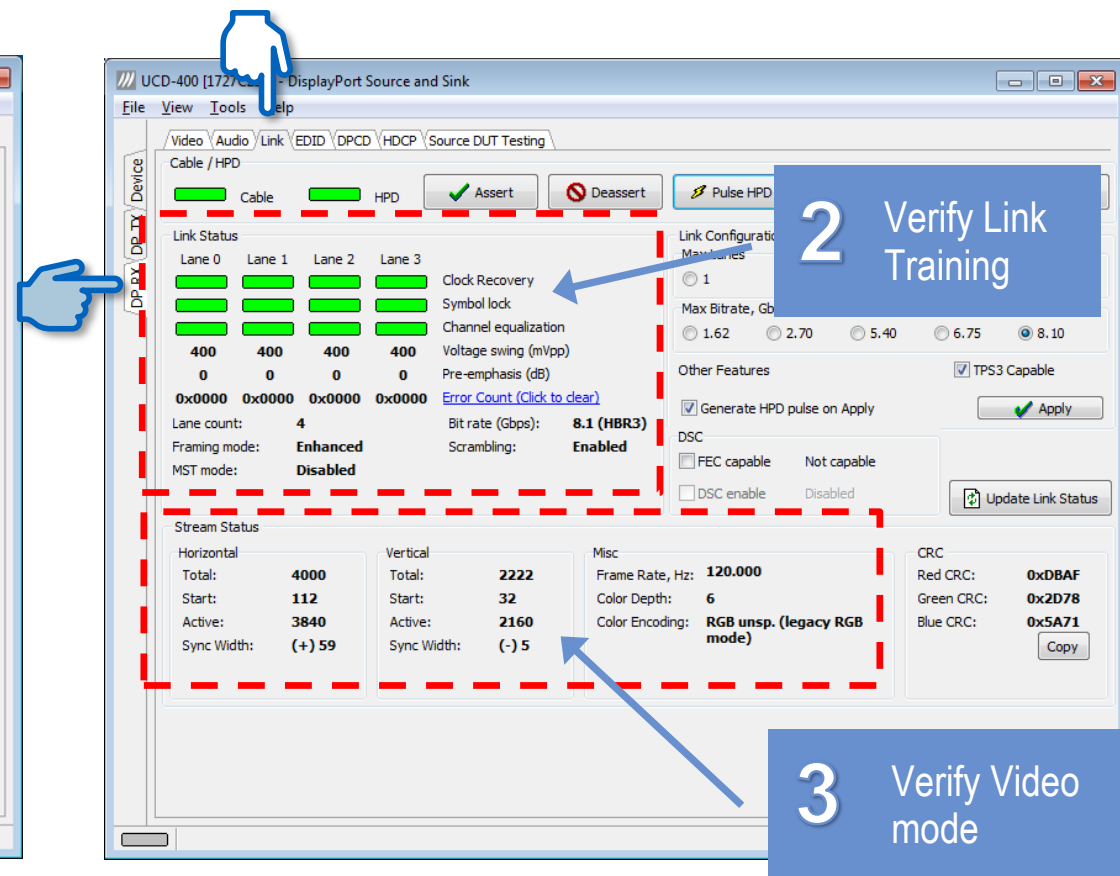 UCD-400 [1727C - DisplayPort Source and Sink
File View Tools Help
Video Audio Link EDID DPCD HDCP Source DUT Testing
Device
DP TX
DP RX
Cable / HPD
Cable HPD Assert Deassert Pulse HPD
2 Verify Link Training
Link Status
Lane 0 Lane 1 Lane 2 Lane 3
Clock Recovery
Symbol lock
Channel equalization
400 400 400 400 Voltage swing (mVpp)
0 0 0 0 Pre-emphasis (dB)
0x0000 0x0000 0x0000 0x0000 Error Count (Click to clear)
Lane count: 4 Bit rate (Gbps): 8.1 (HBR3)
Framing mode: Enhanced Scrambling: Enabled
MST mode: Disabled
Link Configuratio
Max Lanes
1
Max Bitrate, Gb
1.62 2.70 5.40 6.75 8.10
Other Features TPS3 Capable
Generate HPD pulse on Apply Apply
DSC
FEC capable Not capable
DSC enable Disabled
Update Link Status
Stream Status
Horizontal
Total: 4000
Start: 112
Active: 3840
Sync Width: (+) 59
Vertical
Total: 2222
Start: 32
Active: 2160
Sync Width: (-) 5
Misc
Frame Rate, Hz: 120.000
Color Depth: 6
Color Encoding: RGB unsp. (legacy RGB
mode)
CRC
Red CRC: 0xDBAF
Green CRC: 0x2D78
Blue CRC: 0x5A71
Copy
3 Verify Video
mode